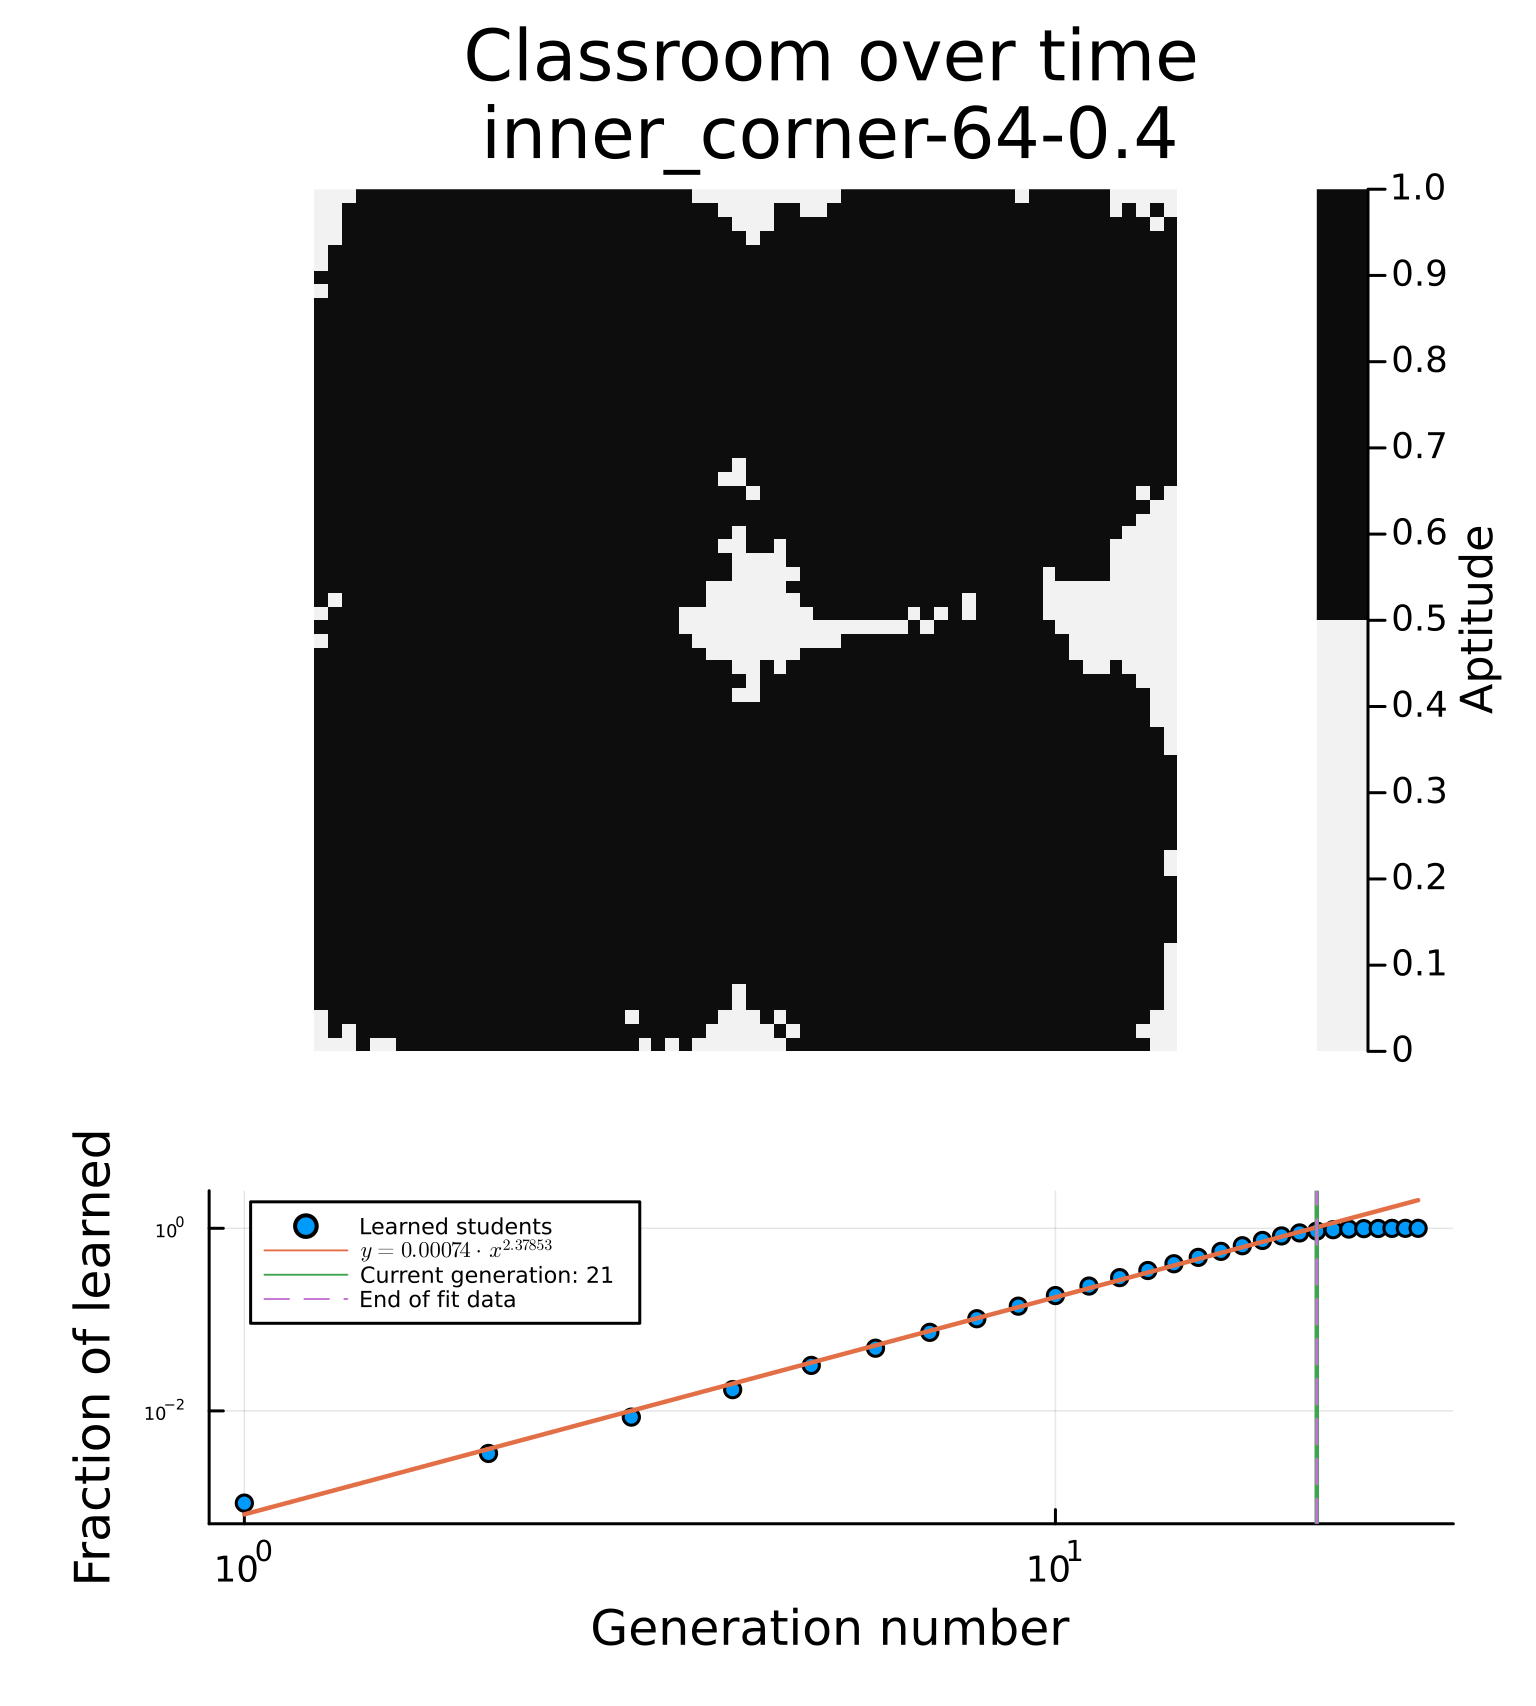 Classroom over time
inner_corner-64-0.4
1.0
0.9
0.8
0.7
0.6
0.5
0.4
0.3
0.2
0.1
0
Aptitude
Fraction of learned
10^0
10^-2
Learned students
y = 0.00074 · x^2.37853
Current generation: 21
End of fit data
10^0
10^1
Generation number